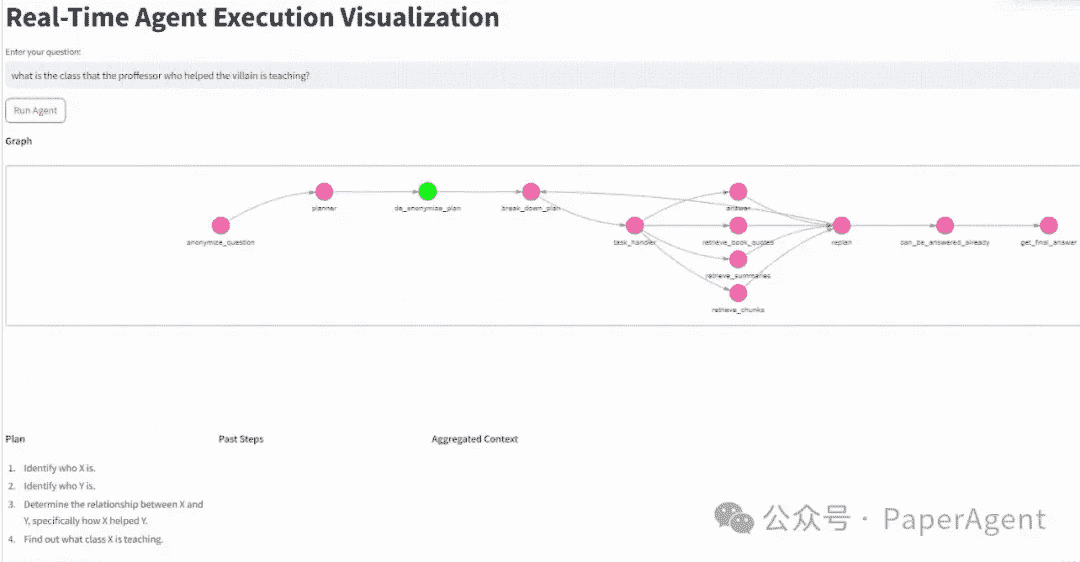 Real-Time Agent Execution Visualization
Enter your question:
what is the class that the proffessor who helped the villain is teaching?
Run Agent
Graph
planner
de_anonymize_plan
break_down_plan
answer
anonymize_question
task_handler
retrieve_book_quotes
replan
can_be_answered_already
get_final_answer
retrieve_summaries
retrieve_chunks
Plan
Past Steps
Aggregated Context
1. Identify who X is.
2. Identify who Y is.
3. Determine the relationship between X and
Y, specifically how X helped Y.
4. Find out what class X is teaching.
公众号 · PaperAgent